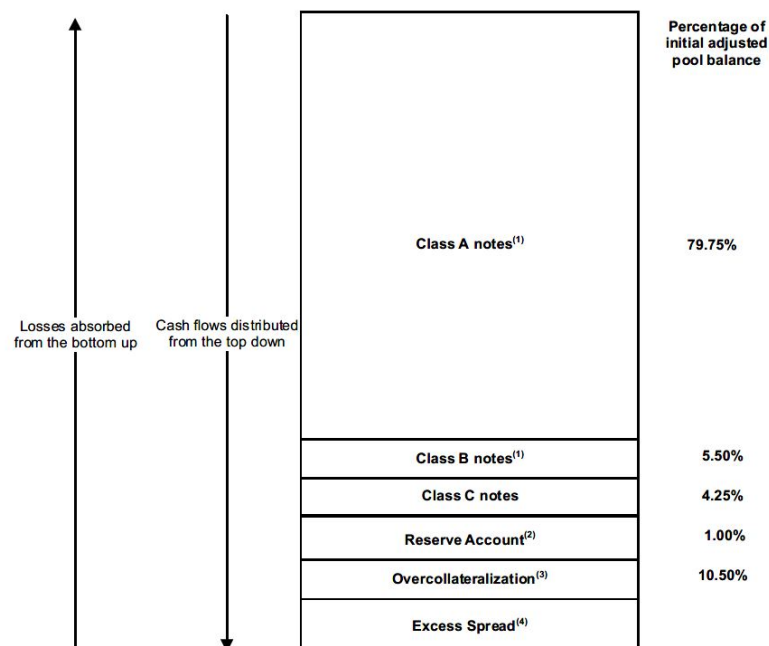 Percentage of
initial adjusted
pool balance
Class A notes(1)
79.75%
Losses absorbed
from the bottom up
Cash flows distributed
from the top down
Class B notes(1)
5.50%
Class C notes
4.25%
Reserve Account(2)
1.00%
Overcollateralization(3)
10.50%
Excess Spread(4)